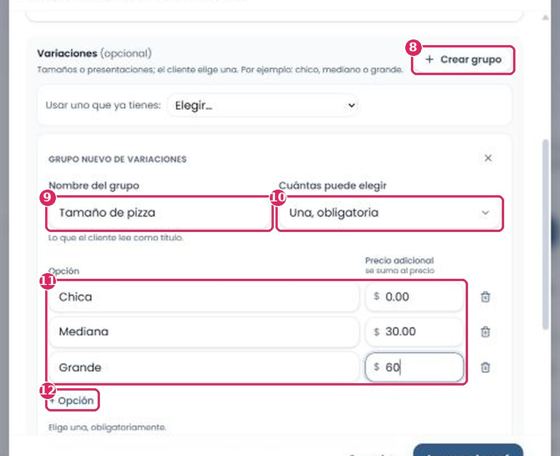 Variaciones (opcional)
8
+ Crear grupo
Tamaños o presentaciones; el cliente elige una. Por ejemplo: chico, mediano o grande.
Usar uno que ya tienes: Elegir...
GRUPO NUEVO DE VARIACIONES ×
Nombre del grupo Cuántas puede elegir
9 10
Tamaño de pizza Una, obligatoria
Lo que el cliente lee como título.
Precio adicional
Opción se suma al precio
11
Chica $ 0.00
Mediana $ 30.00
Grande $ 60
12
+ Opción
Elige una, obligatoriamente.